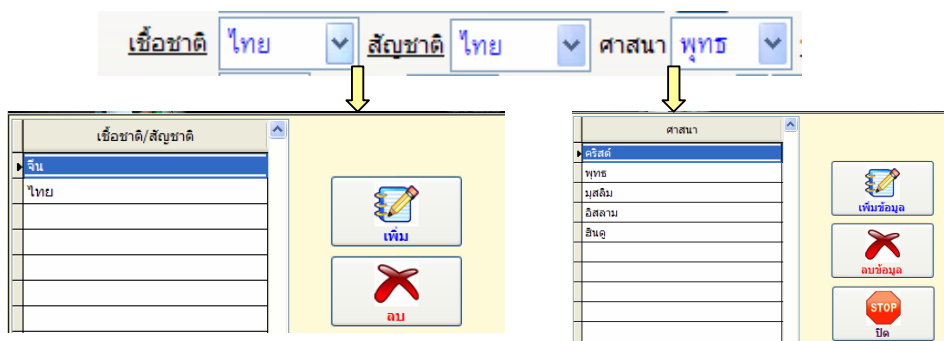 เชื้อชาติ ไทย สัญชาติ ไทย ศาสนา พุทธ
เชื้อชาติ/สัญชาติ
จีน
ไทย
เพิ่ม
ลบ
ศาสนา
คริสต์
พุทธ
มุสลิม
อิสลาม
ฮินดู
เพิ่มข้อมูล
ลบข้อมูล
STOP
ปิด